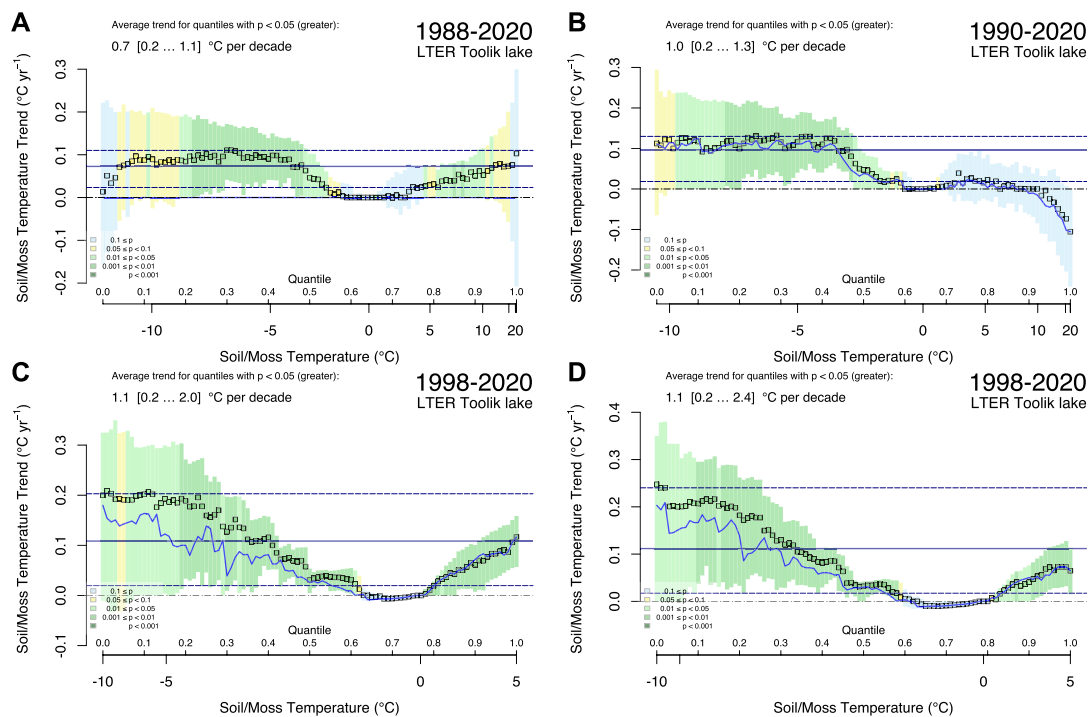 A
Average trend for quantiles with p < 0.05 (greater):
0.7 [0.2 … 1.1] °C per decade
1988-2020
LTER Toolik lake
Soil/Moss Temperature Trend (°C yr⁻¹)
0.3
0.2
0.1
0.0
-0.1
-0.2
0.1 ≤ p
0.05 ≤ p < 0.1
0.01 ≤ p < 0.05
0.001 ≤ p < 0.01
p < 0.001
Quantile
0.0 0.1 0.2 0.3 0.4 0.5 0.6 0.7 0.8 0.9 1.0
-10 -5 0 5 10 20
Soil/Moss Temperature (°C)
B
Average trend for quantiles with p < 0.05 (greater):
1.0 [0.2 … 1.3] °C per decade
1990-2020
LTER Toolik lake
Soil/Moss Temperature Trend (°C yr⁻¹)
0.3
0.2
0.1
0.0
-0.1
-0.2
0.1 ≤ p
0.05 ≤ p < 0.1
0.01 ≤ p < 0.05
0.001 ≤ p < 0.01
p < 0.001
Quantile
0.0 0.1 0.2 0.3 0.4 0.5 0.6 0.7 0.8 0.9 1.0
-10 -5 0 5 10 20
Soil/Moss Temperature (°C)
C
Average trend for quantiles with p < 0.05 (greater):
1.1 [0.2 … 2.0] °C per decade
1998-2020
LTER Toolik lake
Soil/Moss Temperature Trend (°C yr⁻¹)
0.3
0.2
0.1
0.0
-0.1
0.1 ≤ p
0.05 ≤ p < 0.1
0.01 ≤ p < 0.05
0.001 ≤ p < 0.01
p < 0.001
Quantile
0.0 0.1 0.2 0.3 0.4 0.5 0.6 0.7 0.8 0.9 1.0
-10 -5 0 5
Soil/Moss Temperature (°C)
D
Average trend for quantiles with p < 0.05 (greater):
1.1 [0.2 … 2.4] °C per decade
1998-2020
LTER Toolik lake
Soil/Moss Temperature Trend (°C yr⁻¹)
0.4
0.3
0.2
0.1
0.0
0.1 ≤ p
0.05 ≤ p < 0.1
0.01 ≤ p < 0.05
0.001 ≤ p < 0.01
p < 0.001
Quantile
0.0 0.1 0.2 0.3 0.4 0.5 0.6 0.7 0.8 0.9 1.0
-10 0 5
Soil/Moss Temperature (°C)